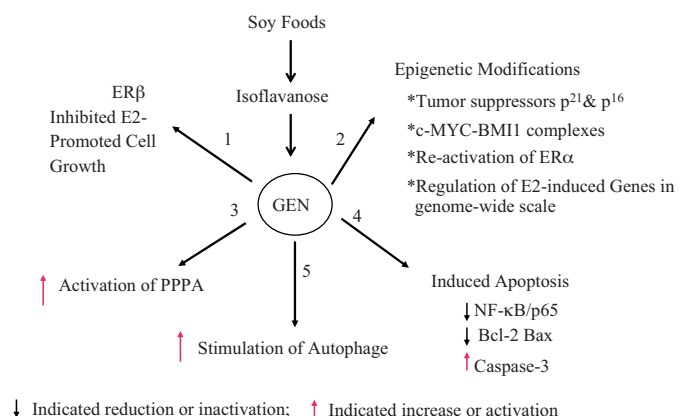 Soy Foods
Isoflavanose
ERβ
Inhibited E2-
Promoted Cell
Growth
1
2
Epigenetic Modifications
*Tumor suppressors p21& p16
*c-MYC-BMI1 complexes
*Re-activation of ERα
*Regulation of E2-induced Genes in
genome-wide scale
GEN
3
4
5
↑ Activation of PPPA
↑ Stimulation of Autophage
Induced Apoptosis
↓ NF-κB/p65
↓ Bcl-2 Bax
↑ Caspase-3
↓ Indicated reduction or inactivation; ↑ Indicated increase or activation